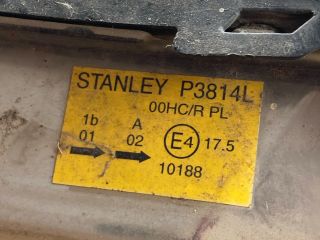 STANLEY P3814L
00HC/R PL
1b A
01 02 E4 17.5
10188